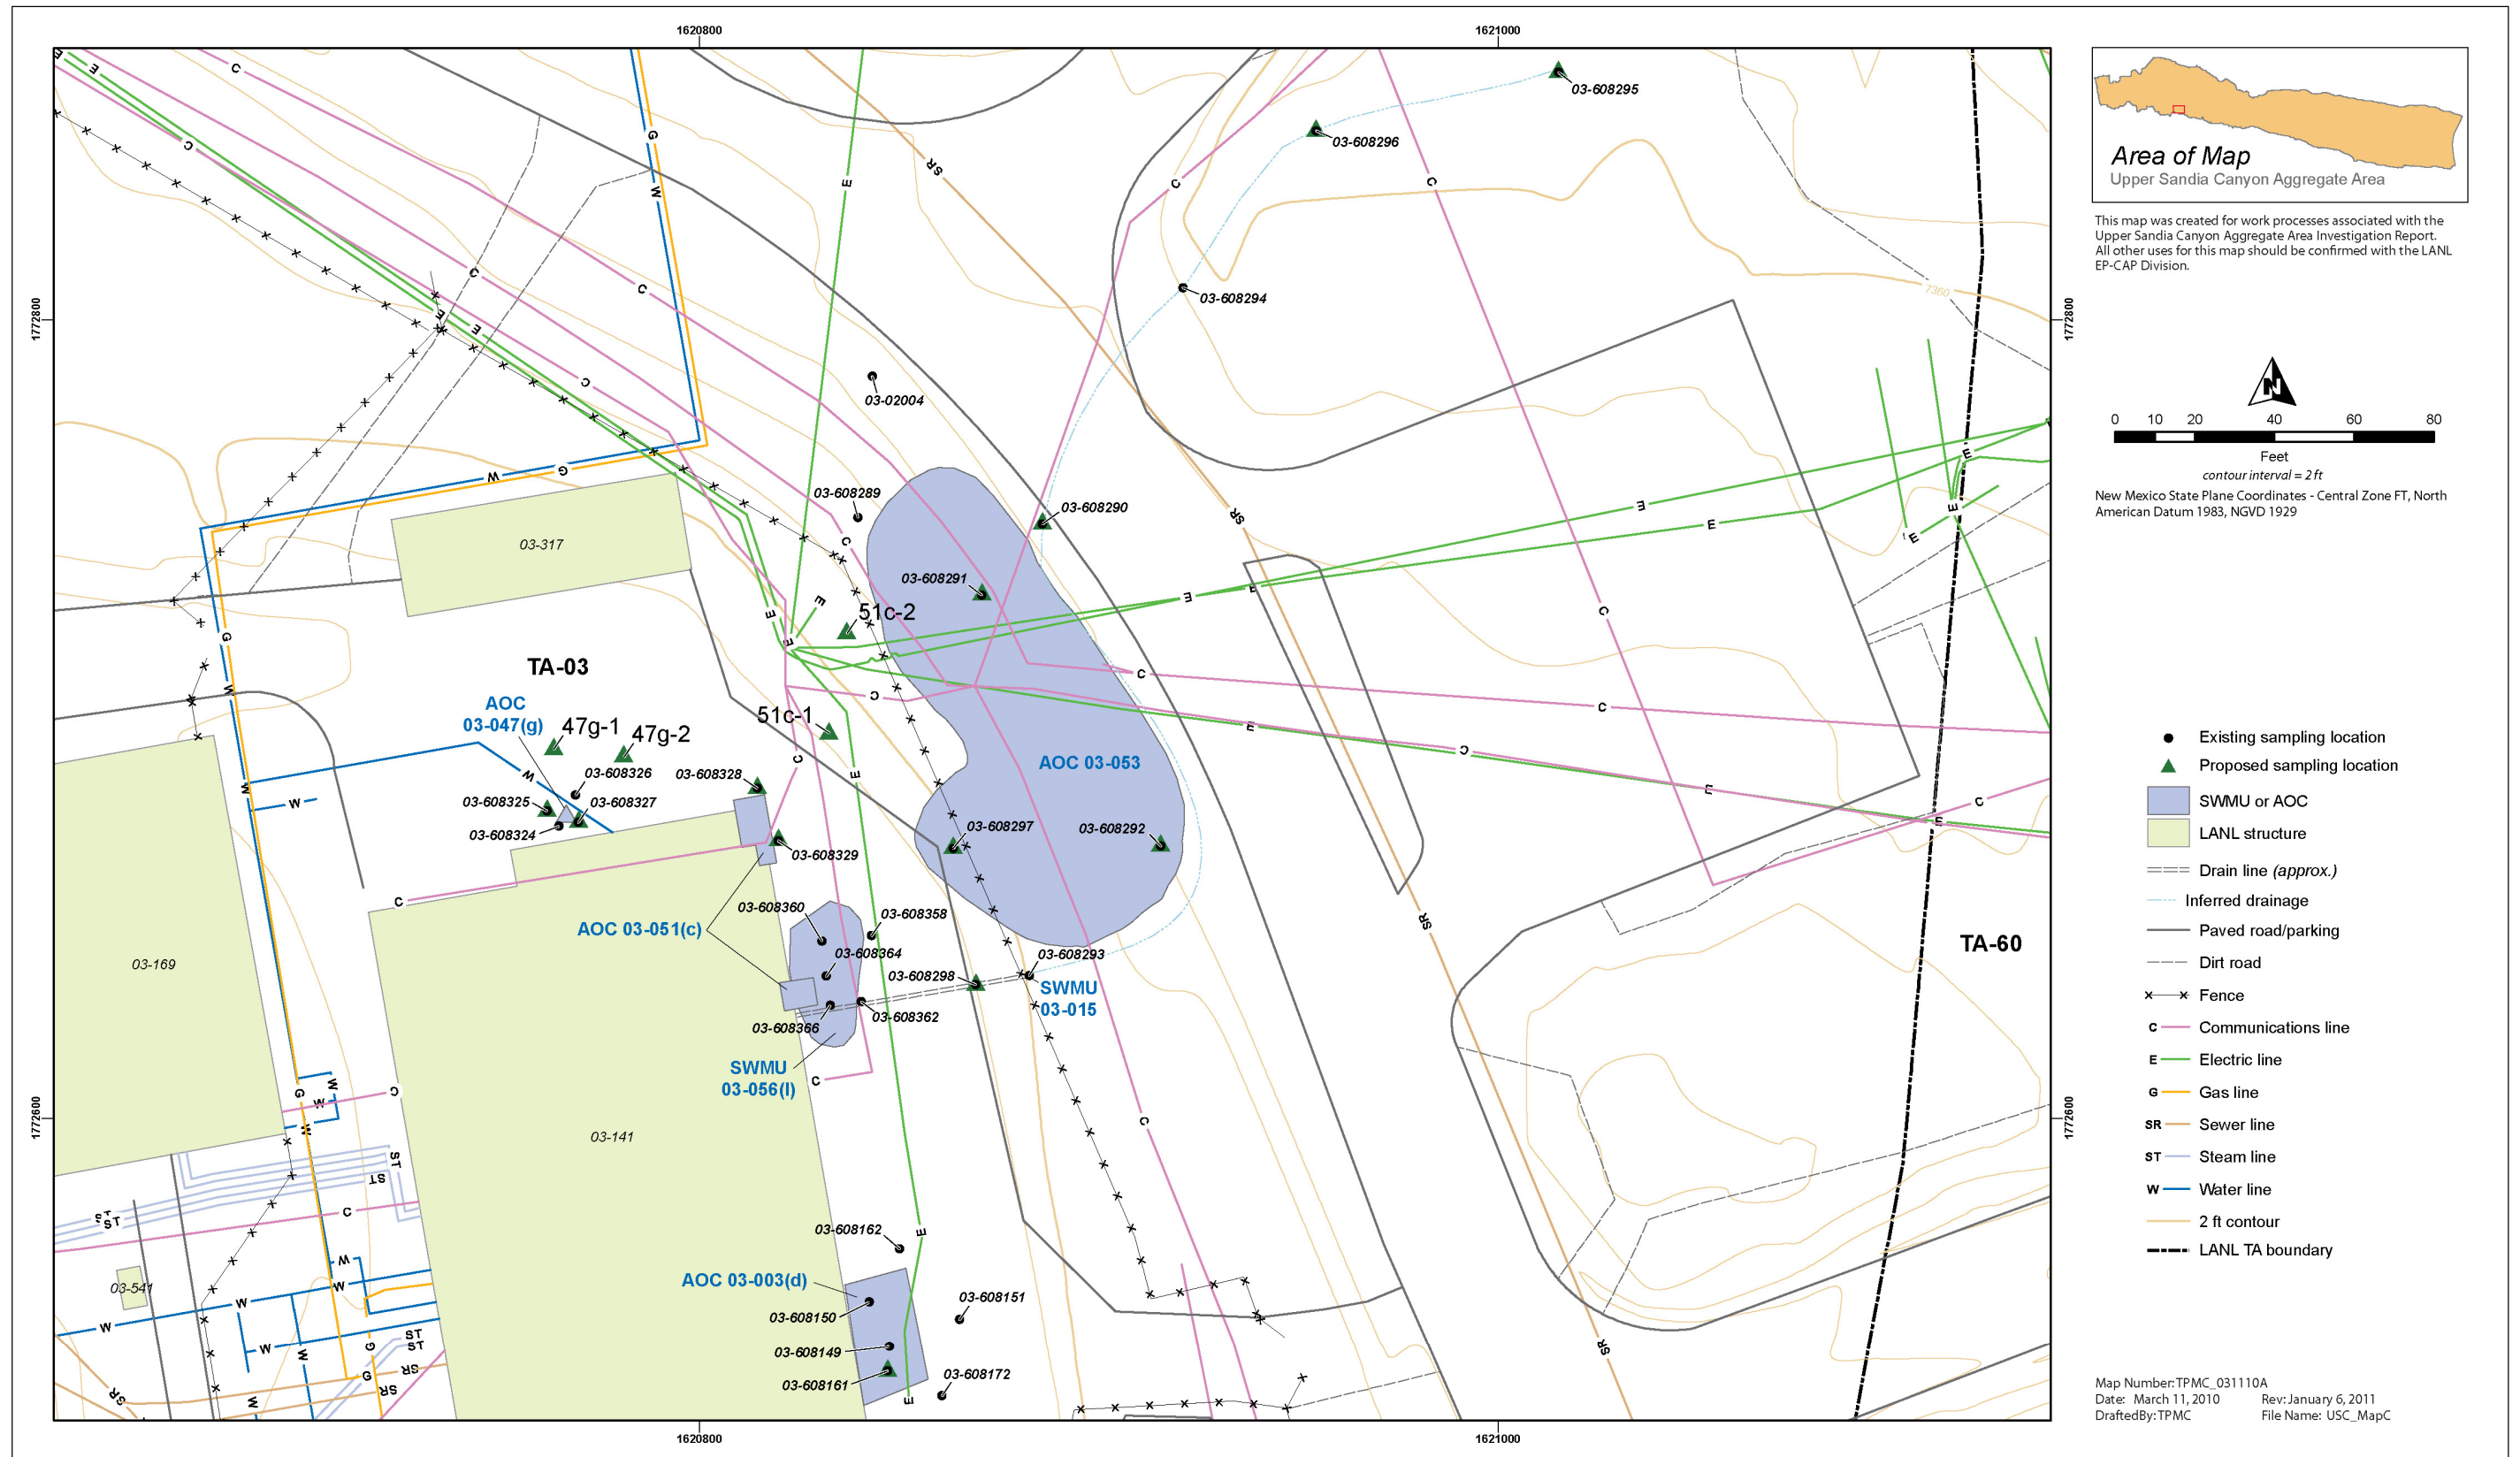 1620800
1621000
1772800
1772800
1772600
1772600
1620800
1621000
03-608295
03-608296
03-608294
03-02004
03-608289
03-608290
03-317
03-608291
51c-2
TA-03
AOC
03-047(g)
47g-1
47g-2
51c-1
AOC 03-053
03-608326
03-608328
03-608325
03-608327
03-608324
03-608329
03-608297
03-608292
03-608360
03-608358
AOC 03-051(c)
03-608364
03-608293
03-608298
SWMU
03-015
03-608366
03-608362
SWMU
03-056(l)
03-169
03-141
TA-60
7360
03-608162
AOC 03-003(d)
03-608150
03-608151
03-608149
03-608161
03-608172
03-541
C
E
G
W
SR
ST
Area of Map
Upper Sandia Canyon Aggregate Area
This map was created for work processes associated with the
Upper Sandia Canyon Aggregate Area Investigation Report.
All other uses for this map should be confirmed with the LANL
EP-CAP Division.
N
0 10 20 40 60 80
Feet
contour interval = 2 ft
New Mexico State Plane Coordinates - Central Zone FT, North
American Datum 1983, NGVD 1929
Existing sampling location
Proposed sampling location
SWMU or AOC
LANL structure
Drain line (approx.)
Inferred drainage
Paved road/parking
Dirt road
Fence
C Communications line
E Electric line
G Gas line
SR Sewer line
ST Steam line
W Water line
2 ft contour
LANL TA boundary
Map Number: TPMC_031110A
Date: March 11, 2010 Rev: January 6, 2011
DraftedBy: TPMC File Name: USC_MapC